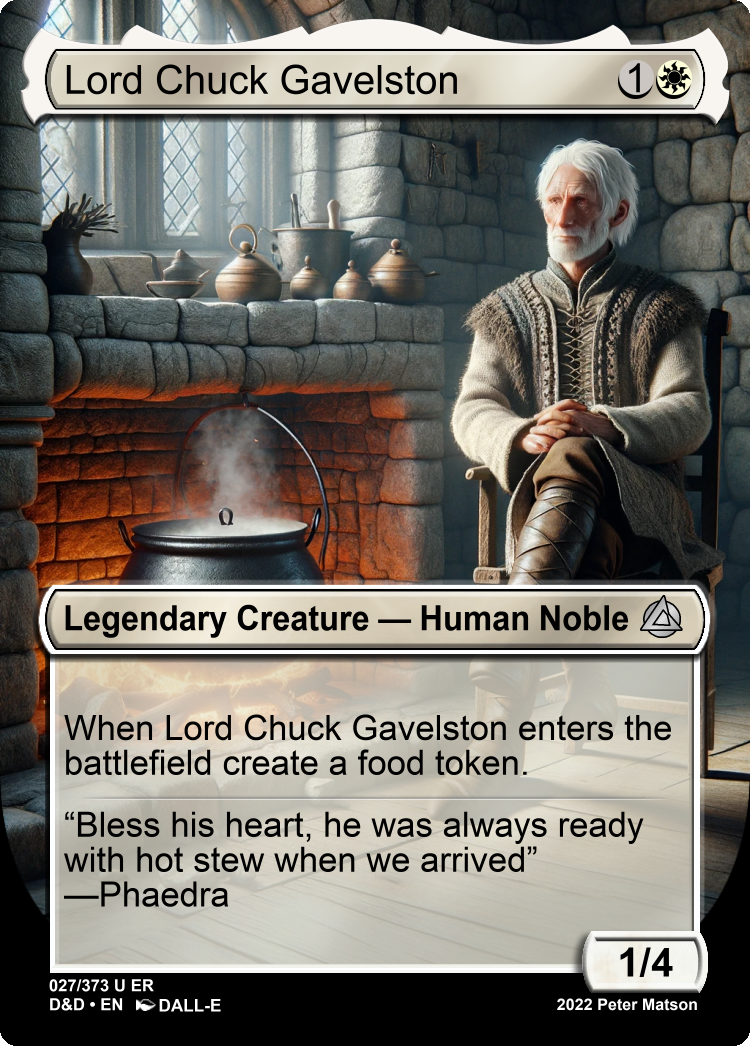 Lord Chuck Gavelston 1
Legendary Creature — Human Noble
When Lord Chuck Gavelston enters the
battlefield create a food token.
“Bless his heart, he was always ready
with hot stew when we arrived”
—Phaedra
1/4
027/373 U ER
D&D • EN DALL-E
2022 Peter Matson